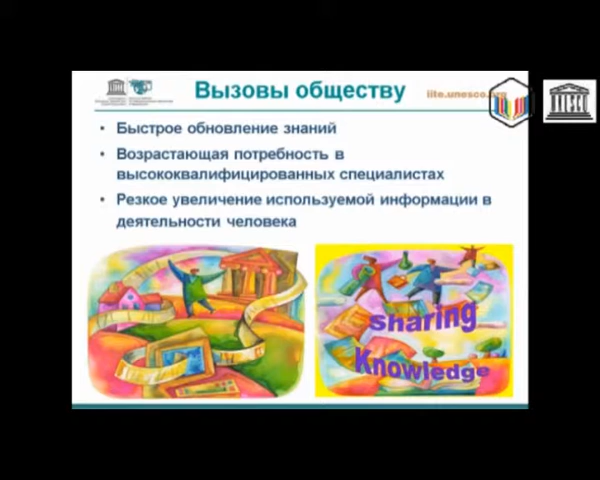 Вызовы обществу
iite.unesco.org
• Быстрое обновление знаний
• Возрастающая потребность в
высококвалифицированных специалистах
• Резкое увеличение используемой информации в
деятельности человека
sharing
Knowledge